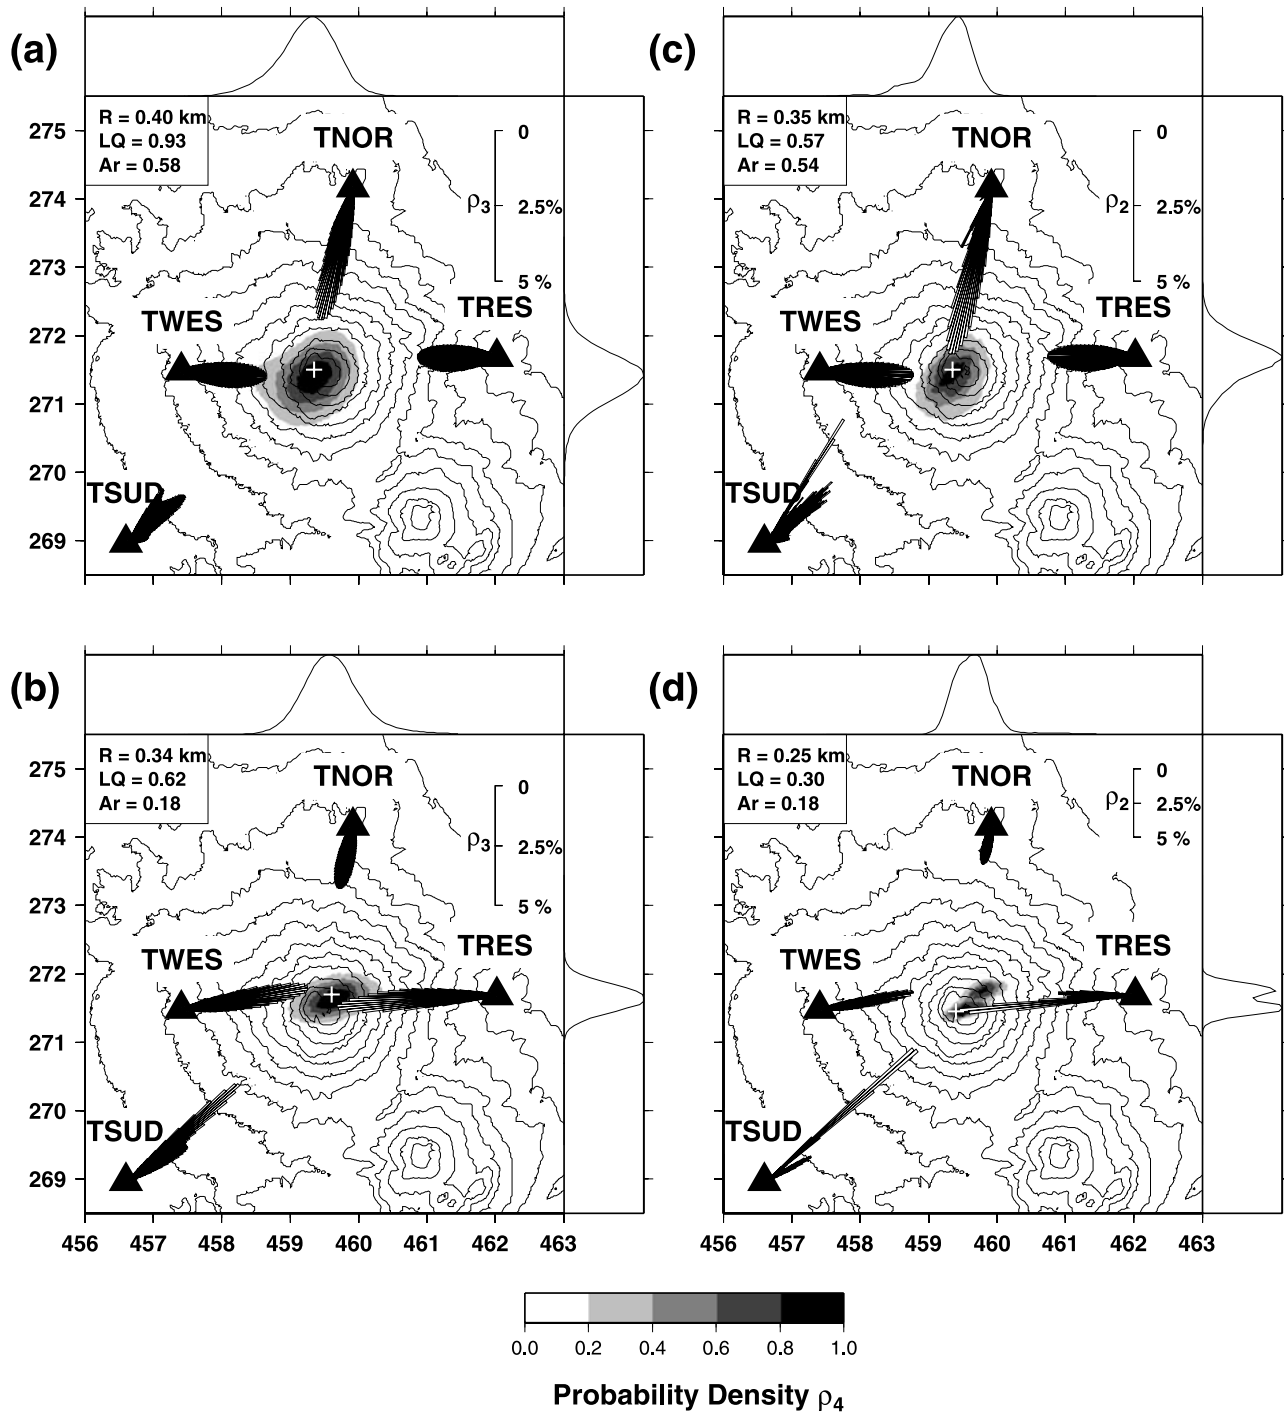 (a)
R = 0.40 km
LQ = 0.93
Ar = 0.58
TNOR
0
ρ3 2.5%
5 %
TRES
TWES
TSUD
275
274
273
272
271
270
269
(c)
R = 0.35 km
LQ = 0.57
Ar = 0.54
TNOR
0
ρ2 2.5%
5 %
TRES
TWES
TSUD
(b)
R = 0.34 km
LQ = 0.62
Ar = 0.18
TNOR
0
ρ3 2.5%
5 %
TRES
TWES
TSUD
275
274
273
272
271
270
269
456 457 458 459 460 461 462 463
(d)
R = 0.25 km
LQ = 0.30
Ar = 0.18
TNOR
0
ρ2 2.5%
5 %
TRES
TWES
TSUD
456 457 458 459 460 461 462 463
0.0 0.2 0.4 0.6 0.8 1.0
Probability Density ρ4